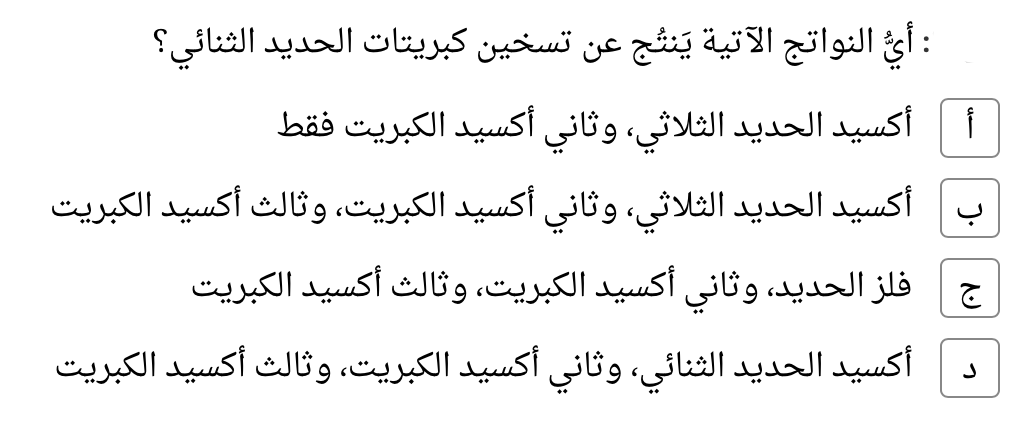 : أيُّ النواتج الآتية يَنتُج عن تسخين كبريتات الحديد الثنائي؟
أ أكسيد الحديد الثلاثي، وثاني أكسيد الكبريت فقط
ب أكسيد الحديد الثلاثي، وثاني أكسيد الكبريت، وثالث أكسيد الكبريت
ج فلز الحديد، وثاني أكسيد الكبريت، وثالث أكسيد الكبريت
د أكسيد الحديد الثنائي، وثاني أكسيد الكبريت، وثالث أكسيد الكبريت